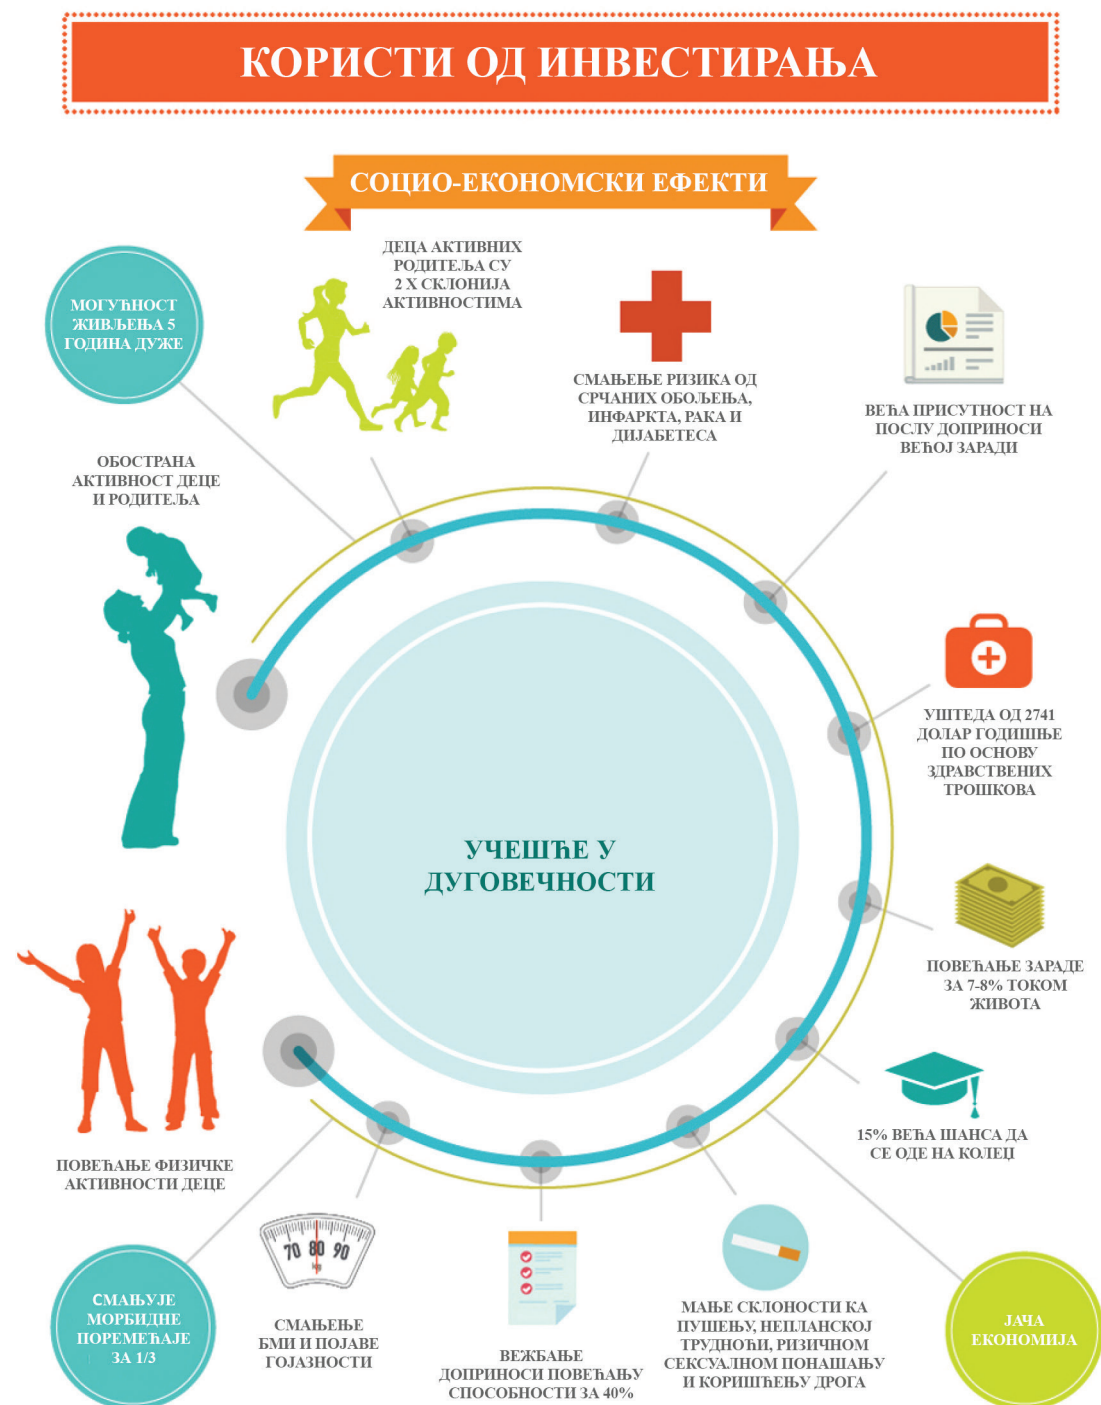 КОРИСТИ ОД ИНВЕСТИРАЊА
СОЦИО-ЕКОНОМСКИ ЕФЕКТИ
МОГУЋНОСТ
ЖИВЉЕЊА 5
ГОДИНА ДУЖЕ
ДЕЦА АКТИВНИХ
РОДИТЕЉА СУ
2 X СКЛОНИЈА
АКТИВНОСТИМА
СМАЊЕЊЕ РИЗИКА ОД
СРЧАНИХ ОБОЉЕЊА,
ИНФАРКТА, РАКА И
ДИЈАБЕТЕСА
ВЕЋА ПРИСУТНОСТ НА
ПОСЛУ ДОПРИНОСИ
ВЕЋОЈ ЗАРАДИ
ОБОСТРАНА
АКТИВНОСТ ДЕЦЕ
И РОДИТЕЉА
УШТЕДА ОД 2741
ДОЛАР ГОДИШЊЕ
ПО ОСНОВУ
ЗДРАВСТВЕНИХ
ТРОШКОВА
УЧЕШЋЕ У
ДУГОВЕЧНОСТИ
ПОВЕЋАЊЕ ЗАРАДЕ
ЗА 7-8% ТОКОМ
ЖИВОТА
15% ВЕЋА ШАНСА ДА
СЕ ОДЕ НА КОЛЕЏ
ПОВЕЋАЊЕ ФИЗИЧКЕ
АКТИВНОСТИ ДЕЦЕ
СМАЊУЈЕ
МОРБИДНЕ
ПОРЕМЕЋАЈЕ
ЗА 1/3
70 80 90
kg
СМАЊЕЊЕ
БМИ И ПОЈАВЕ
ГОЈАЗНОСТИ
ВЕЖБАЊЕ
ДОПРИНОСИ ПОВЕЋАЊУ
СПОСОБНОСТИ ЗА 40%
МАЊЕ СКЛОНОСТИ КА
ПУШЕЊУ, НЕПЛАНСКОЈ
ТРУДНОЋИ, РИЗИЧНОМ
СЕКСУАЛНОМ ПОНАШАЊУ
И КОРИШЋЕЊУ ДРОГА
ЈАЧА
ЕКОНОМИЈА